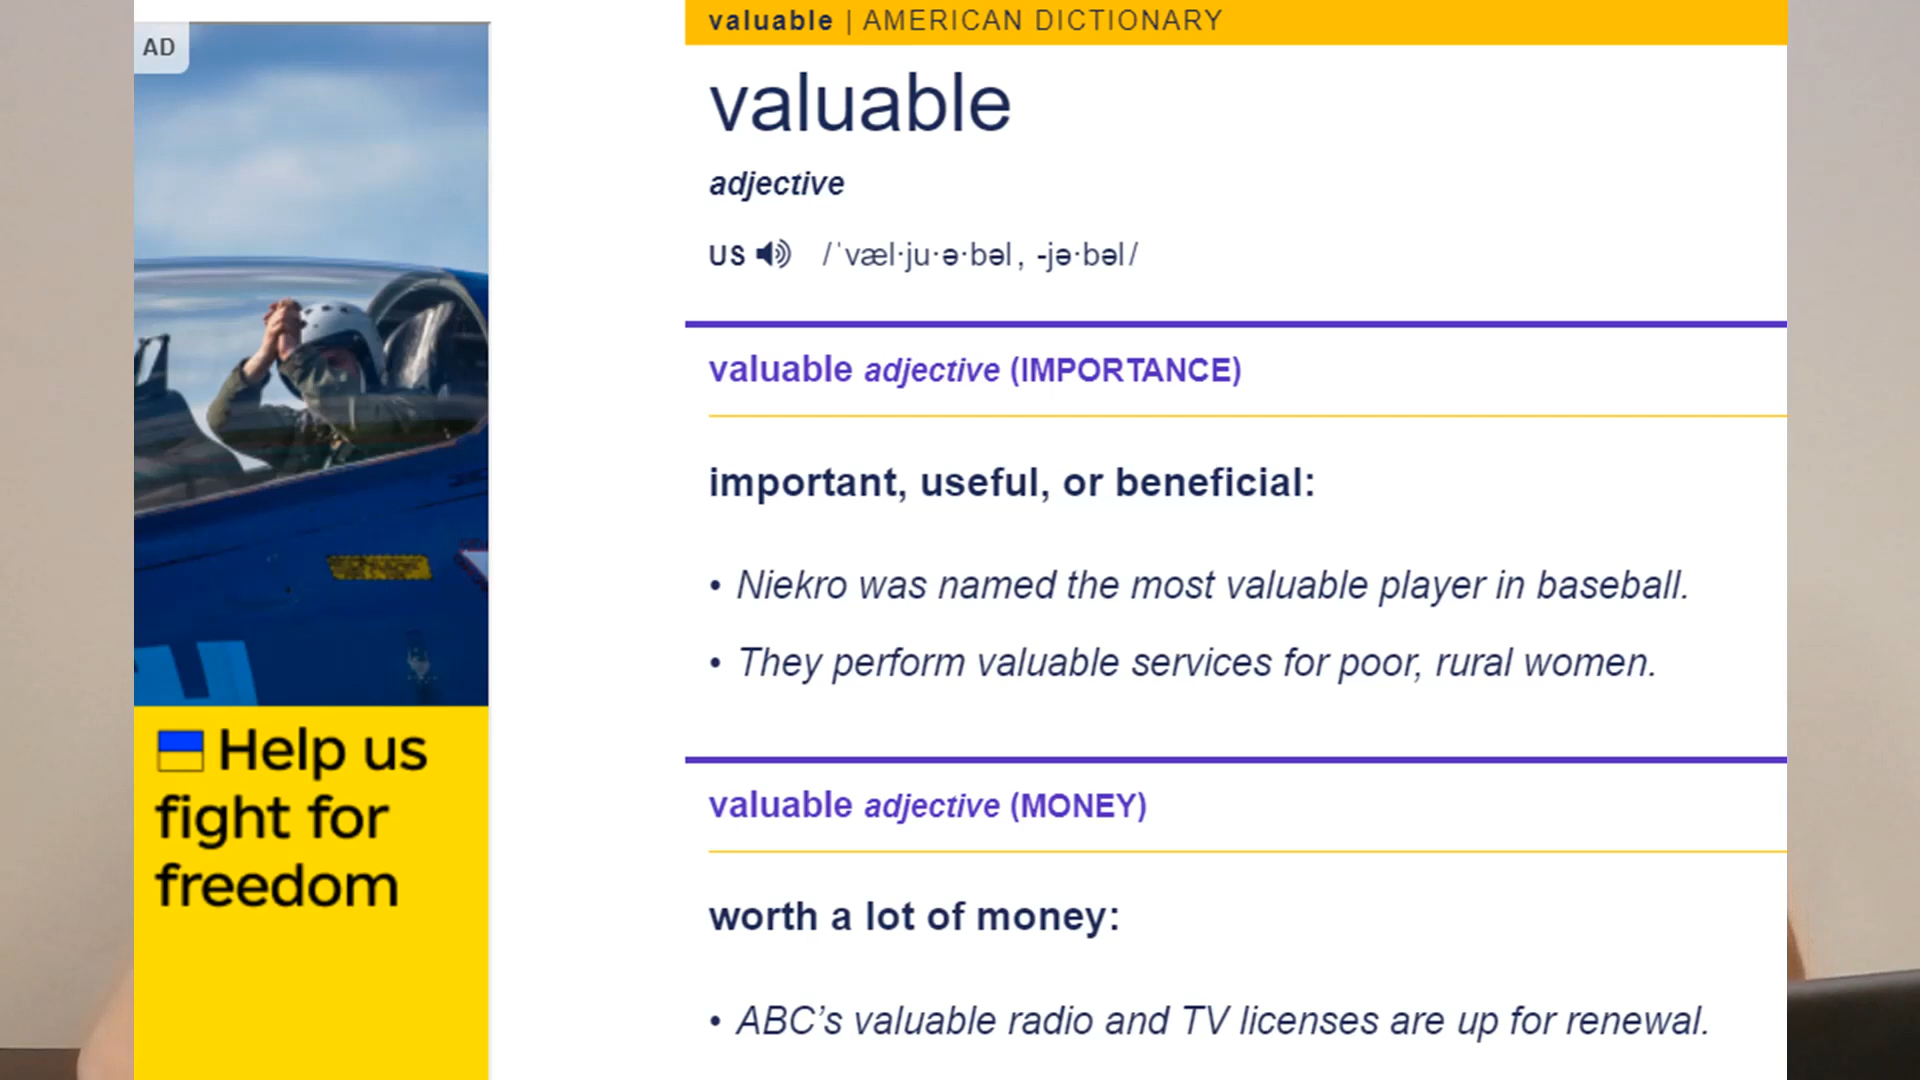 AD
Help us
fight for
freedom
valuable | AMERICAN DICTIONARY
valuable
adjective
US /ˈvæl·ju·ə·bəl, -jə·bəl/
valuable adjective (IMPORTANCE)
important, useful, or beneficial:
• Niekro was named the most valuable player in baseball.
• They perform valuable services for poor, rural women.
valuable adjective (MONEY)
worth a lot of money:
• ABC’s valuable radio and TV licenses are up for renewal.